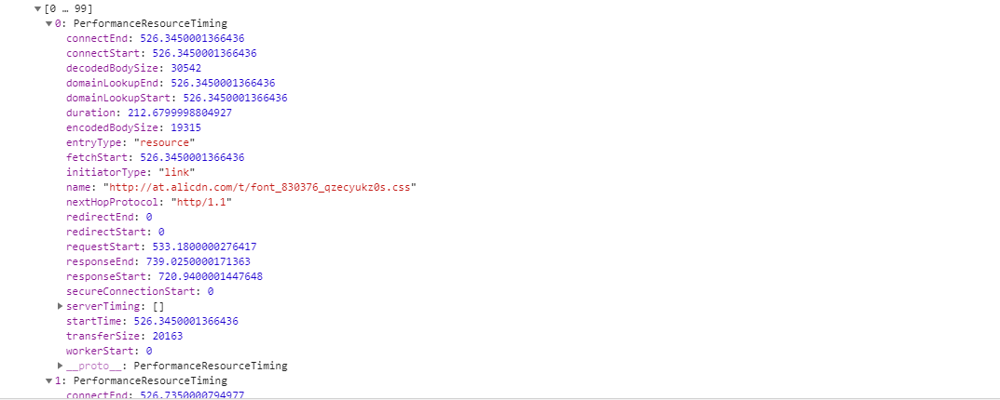 [0 … 99]
0: PerformanceResourceTiming
connectEnd: 526.3450001366436
connectStart: 526.3450001366436
decodedBodySize: 30542
domainLookupEnd: 526.3450001366436
domainLookupStart: 526.3450001366436
duration: 212.6799998804927
encodedBodySize: 19315
entryType: "resource"
fetchStart: 526.3450001366436
initiatorType: "link"
name: "http://at.alicdn.com/t/font_830376_qzecyukz0s.css"
nextHopProtocol: "http/1.1"
redirectEnd: 0
redirectStart: 0
requestStart: 533.1800000276417
responseEnd: 739.0250000171363
responseStart: 720.9400001447648
secureConnectionStart: 0
serverTiming: []
startTime: 526.3450001366436
transferSize: 20163
workerStart: 0
__proto__: PerformanceResourceTiming
1: PerformanceResourceTiming
connectEnd: 526.7350000794977